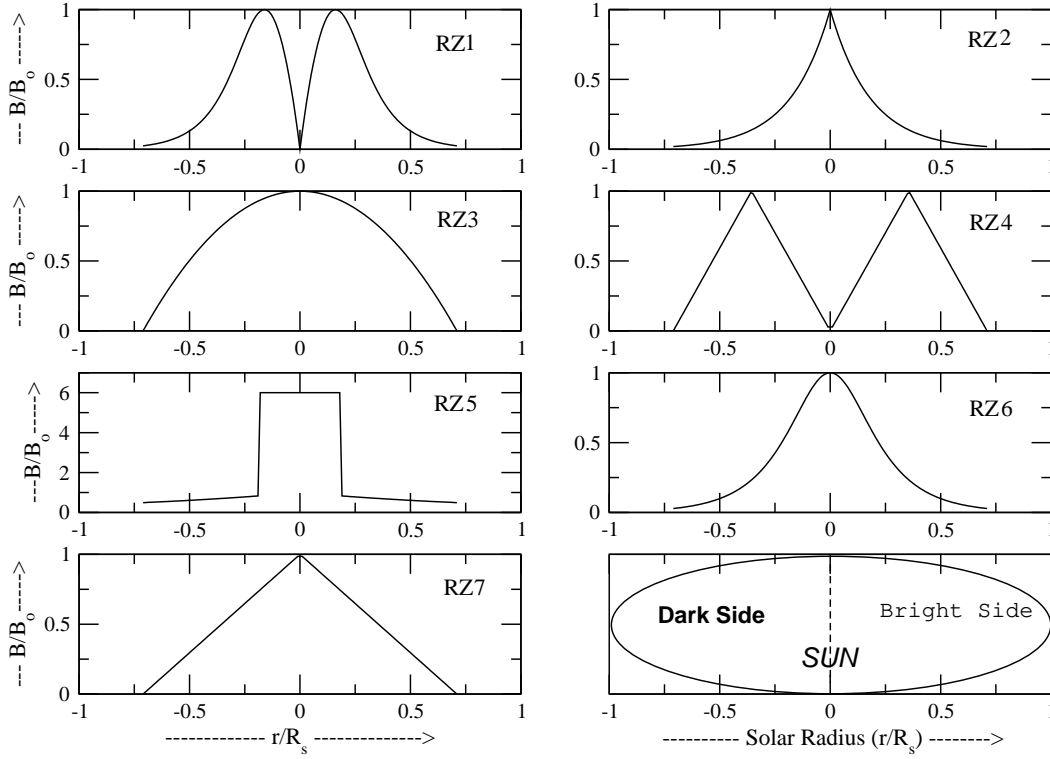 1
0.5
0
--- B/B_o ------>
RZ1
-1 -0.5 0 0.5 1
1
0.5
0
RZ2
-1 -0.5 0 0.5 1
1
0.5
0
--- B/B_o ----->
RZ3
-1 -0.5 0 0.5 1
1
0.5
0
RZ4
-1 -0.5 0 0.5 1
6
4
2
0
---B/B_o----->
RZ5
-1 -0.5 0 0.5 1
1
0.5
0
RZ6
-1 -0.5 0 0.5 1
1
0.5
0
--- B/B_o----->
RZ7
-1 -0.5 0 0.5 1
------------- r/R_s ------------->
Dark Side
Bright Side
SUN
-1 -0.5 0 0.5 1
--------- Solar Radius (r/R_s) -------->